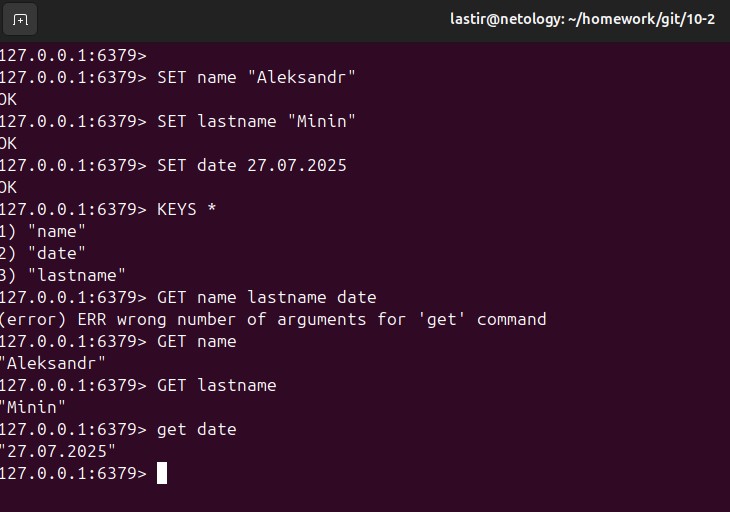 lastir@netology: ~/homework/git/10-2
127.0.0.1:6379>
127.0.0.1:6379> SET name "Aleksandr"
OK
127.0.0.1:6379> SET lastname "Minin"
OK
127.0.0.1:6379> SET date 27.07.2025
OK
127.0.0.1:6379> KEYS *
1) "name"
2) "date"
3) "lastname"
127.0.0.1:6379> GET name lastname date
(error) ERR wrong number of arguments for 'get' command
127.0.0.1:6379> GET name
"Aleksandr"
127.0.0.1:6379> GET lastname
"Minin"
127.0.0.1:6379> get date
"27.07.2025"
127.0.0.1:6379>